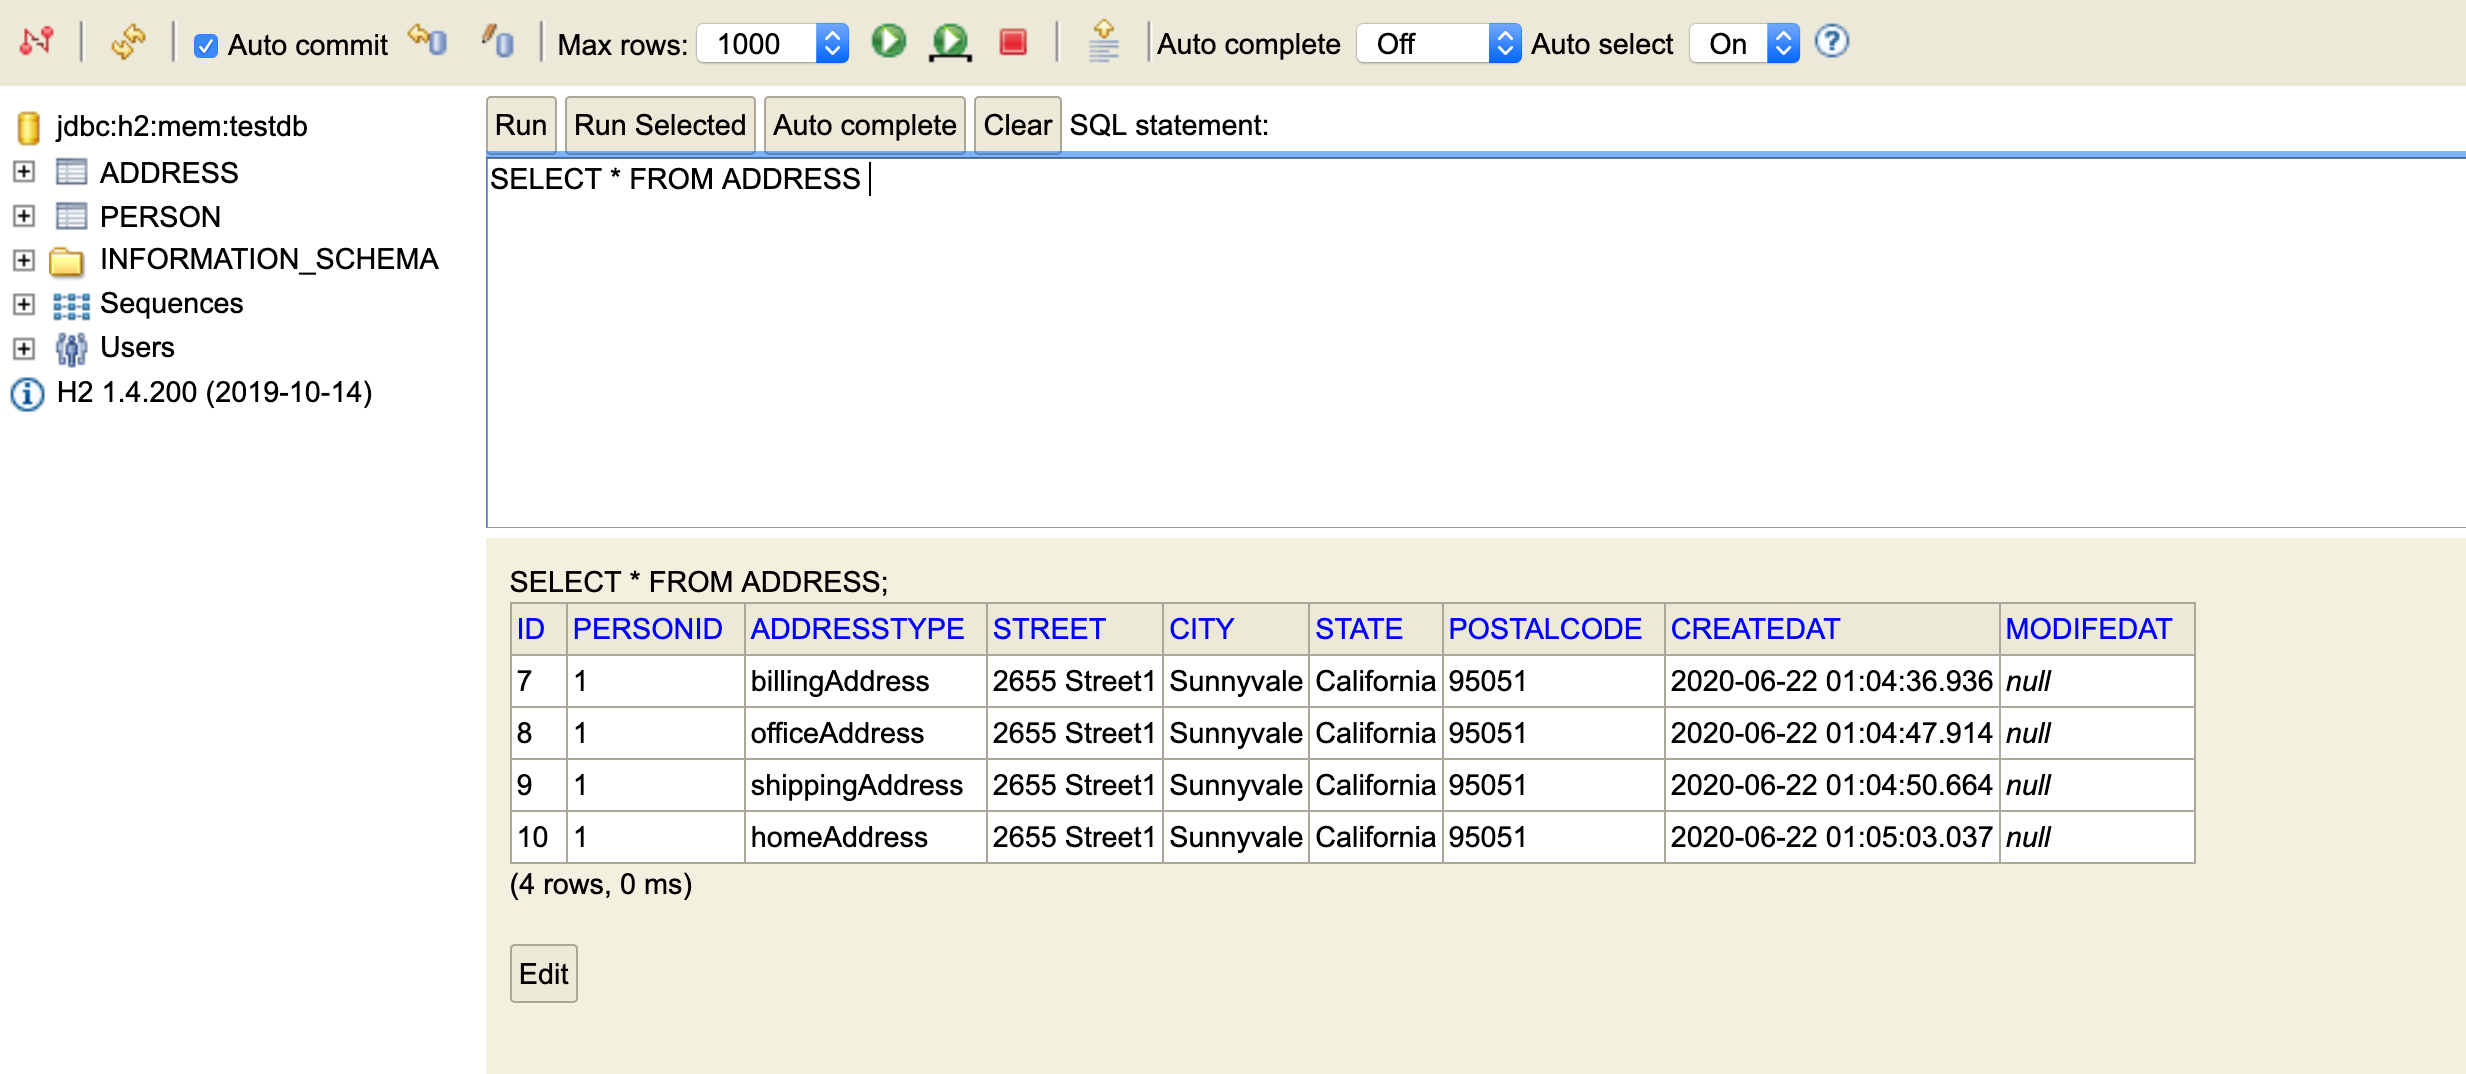 Auto commit Max rows: 1000 Auto complete Off Auto select On ?
jdbc:h2:mem:testdb
ADDRESS
PERSON
INFORMATION_SCHEMA
Sequences
Users
H2 1.4.200 (2019-10-14)
Run Run Selected Auto complete Clear SQL statement:
SELECT * FROM ADDRESS
SELECT * FROM ADDRESS;
ID PERSONID ADDRESSTYPE STREET CITY STATE POSTALCODE CREATEDAT MODIFEDAT
7 1 billingAddress 2655 Street1 Sunnyvale California 95051 2020-06-22 01:04:36.936 null
8 1 officeAddress 2655 Street1 Sunnyvale California 95051 2020-06-22 01:04:47.914 null
9 1 shippingAddress 2655 Street1 Sunnyvale California 95051 2020-06-22 01:04:50.664 null
10 1 homeAddress 2655 Street1 Sunnyvale California 95051 2020-06-22 01:05:03.037 null
(4 rows, 0 ms)
Edit